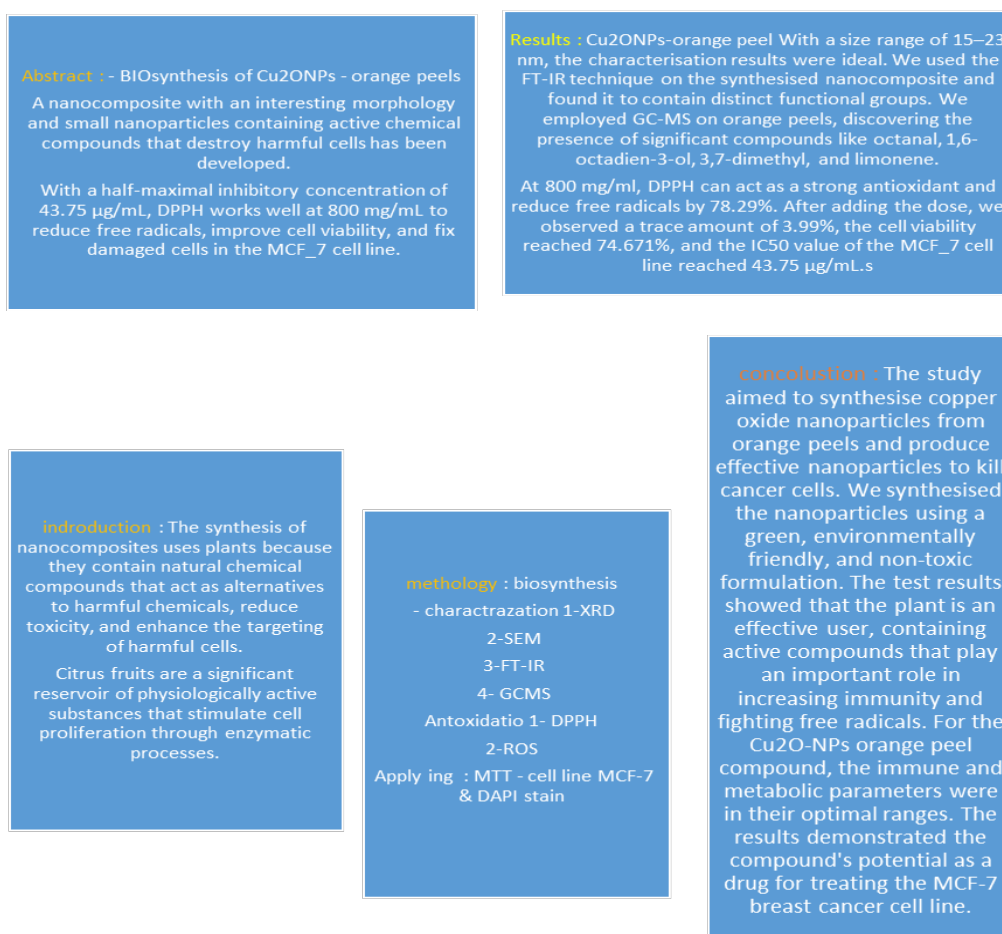 Abstract : - BIOsynthesis of Cu2ONPs - orange peels
A nanocomposite with an interesting morphology
and small nanoparticles containing active chemical
compounds that destroy harmful cells has been
developed.
With a half-maximal inhibitory concentration of
43.75 µg/mL, DPPH works well at 800 mg/mL to
reduce free radicals, improve cell viability, and fix
damaged cells in the MCF_7 cell line.
Results : Cu2ONPs-orange peel With a size range of 15–23
nm, the characterisation results were ideal. We used the
FT-IR technique on the synthesised nanocomposite and
found it to contain distinct functional groups. We
employed GC-MS on orange peels, discovering the
presence of significant compounds like octanal, 1,6-
octadien-3-ol, 3,7-dimethyl, and limonene.
At 800 mg/ml, DPPH can act as a strong antioxidant and
reduce free radicals by 78.29%. After adding the dose, we
observed a trace amount of 3.99%, the cell viability
reached 74.671%, and the IC50 value of the MCF_7 cell
line reached 43.75 µg/mL.s
indroduction : The synthesis of
nanocomposites uses plants because
they contain natural chemical
compounds that act as alternatives
to harmful chemicals, reduce
toxicity, and enhance the targeting
of harmful cells.
Citrus fruits are a significant
reservoir of physiologically active
substances that stimulate cell
proliferation through enzymatic
processes.
methology : biosynthesis
- charactrazation 1-XRD
2-SEM
3-FT-IR
4- GCMS
Antoxidatio 1- DPPH
2-ROS
Apply ing : MTT - cell line MCF-7
& DAPI stain
concolustion : The study
aimed to synthesise copper
oxide nanoparticles from
orange peels and produce
effective nanoparticles to kill
cancer cells. We synthesised
the nanoparticles using a
green, environmentally
friendly, and non-toxic
formulation. The test results
showed that the plant is an
effective user, containing
active compounds that play
an important role in
increasing immunity and
fighting free radicals. For the
Cu2O-NPs orange peel
compound, the immune and
metabolic parameters were
in their optimal ranges. The
results demonstrated the
compound's potential as a
drug for treating the MCF-7
breast cancer cell line.